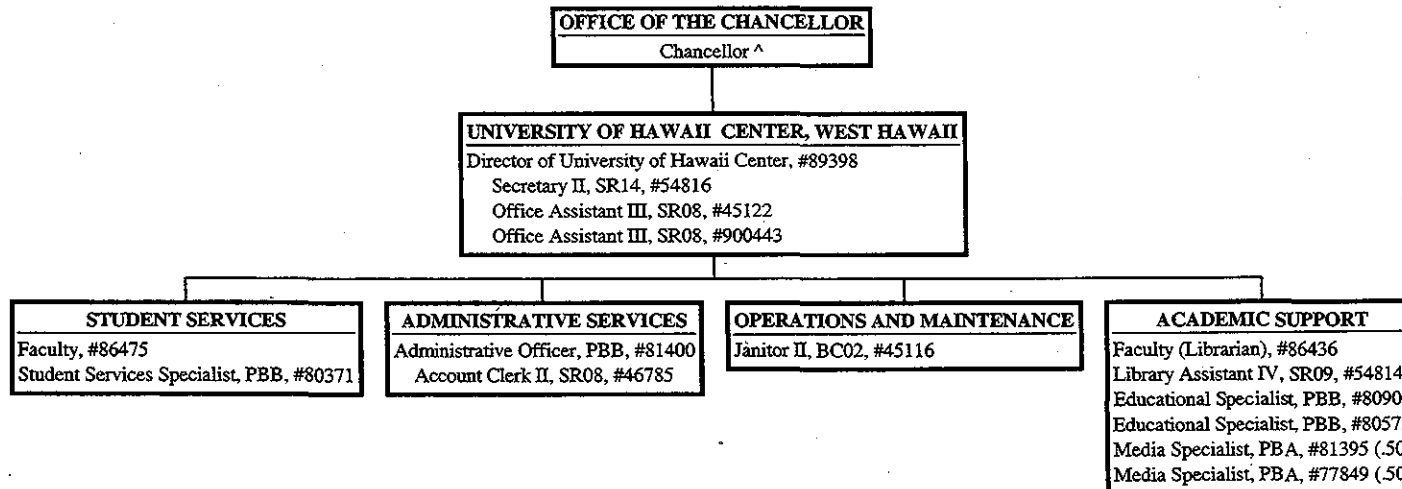 OFFICE OF THE CHANCELLOR
Chancellor ^
UNIVERSITY OF HAWAII CENTER, WEST HAWAII
Director of University of Hawaii Center, #89398
Secretary II, SR14, #54816
Office Assistant III, SR08, #45122
Office Assistant III, SR08, #900443
STUDENT SERVICES
Faculty, #86475
Student Services Specialist, PBB, #80371
ADMINISTRATIVE SERVICES
Administrative Officer, PBB, #81400
Account Clerk II, SR08, #46785
OPERATIONS AND MAINTENANCE
Janitor II, BC02, #45116
ACADEMIC SUPPORT
Faculty (Librarian), #86436
Library Assistant IV, SR09, #54814
Educational Specialist, PBB, #8090
Educational Specialist, PBB, #8057
Media Specialist, PBA, #81395 (.50
Media Specialist, PBA, #77849 (.50